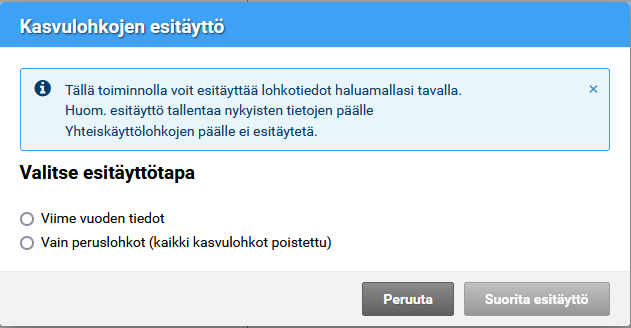 Kasvulohkojen esitäyttö
Tällä toiminnolla voit esitäyttää lohkotiedot haluamallasi tavalla.
Huom. esitäyttö tallentaa nykyisten tietojen päälle
Yhteiskäyttölohkojen päälle ei esitäytetä.
Valitse esitäyttötapa
Viime vuoden tiedot
Vain peruslohkot (kaikki kasvulohkot poistettu)
Peruuta
Suorita esitäyttö